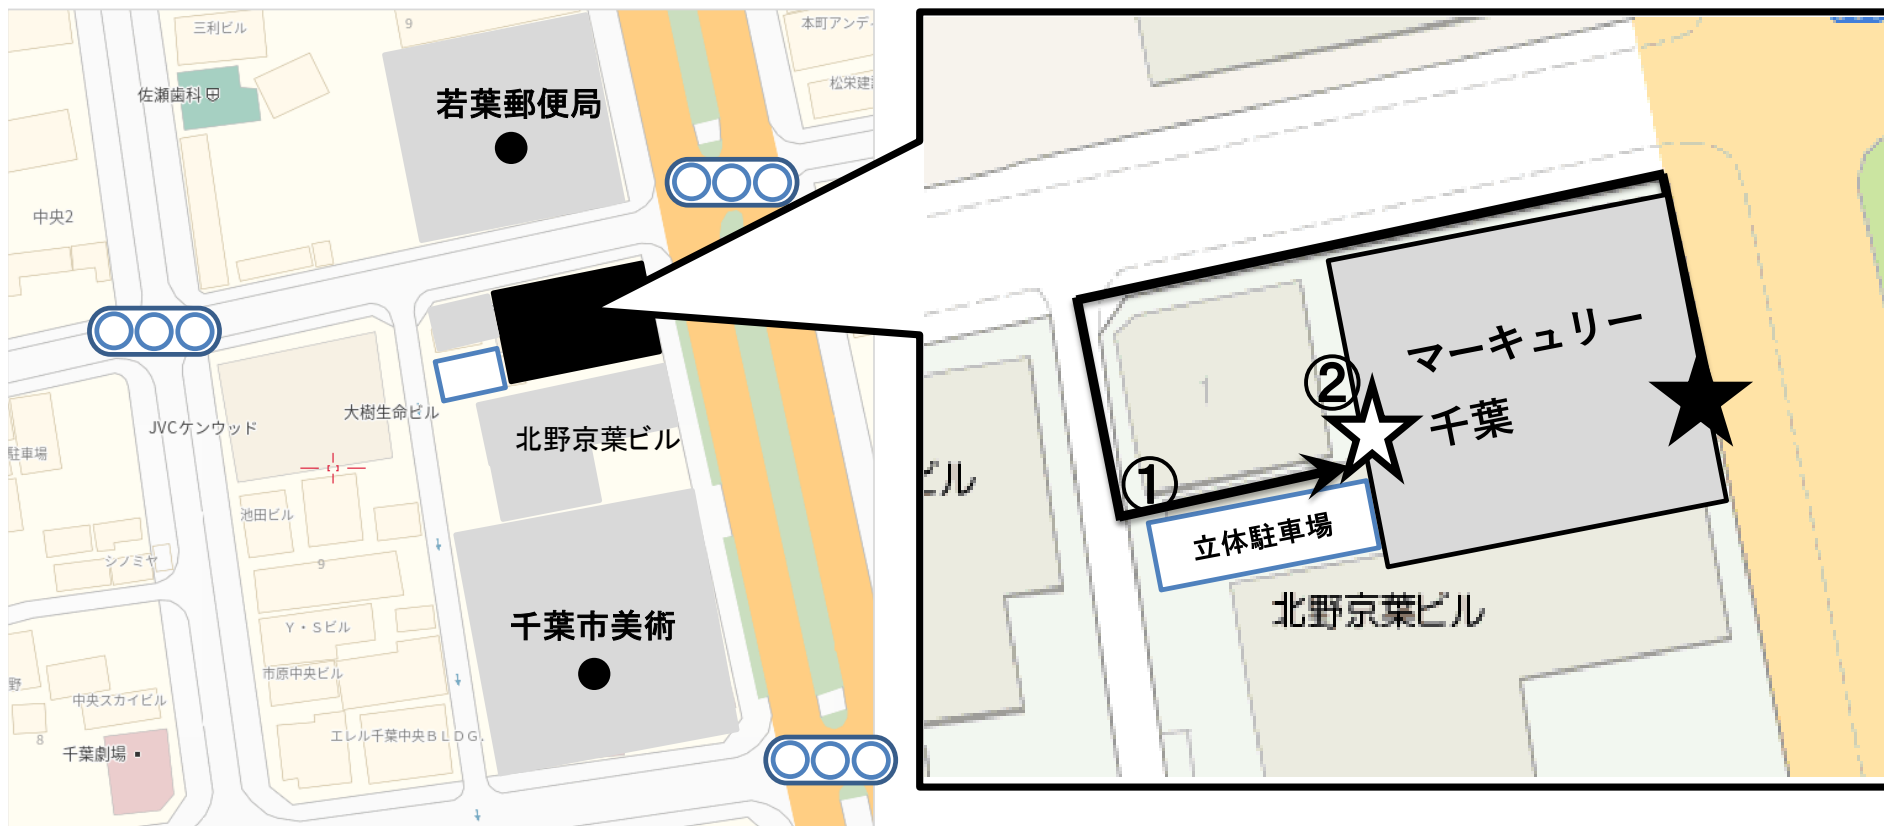 三利ビル
9
本町アンデ
佐瀬歯科
松栄建
若葉郵便局
中央2
JVCケンウッド
大樹生命ビル
北野京葉ビル
駐車場
池田ビル
シノミヤ
9
Y・Sビル
千葉市美術
市原中央ビル
野
中央スカイビル
8
エレル千葉中央BLDG.
千葉劇場
マーキュリー
千葉
②
1
①
ビル
立体駐車場
北野京葉ビル